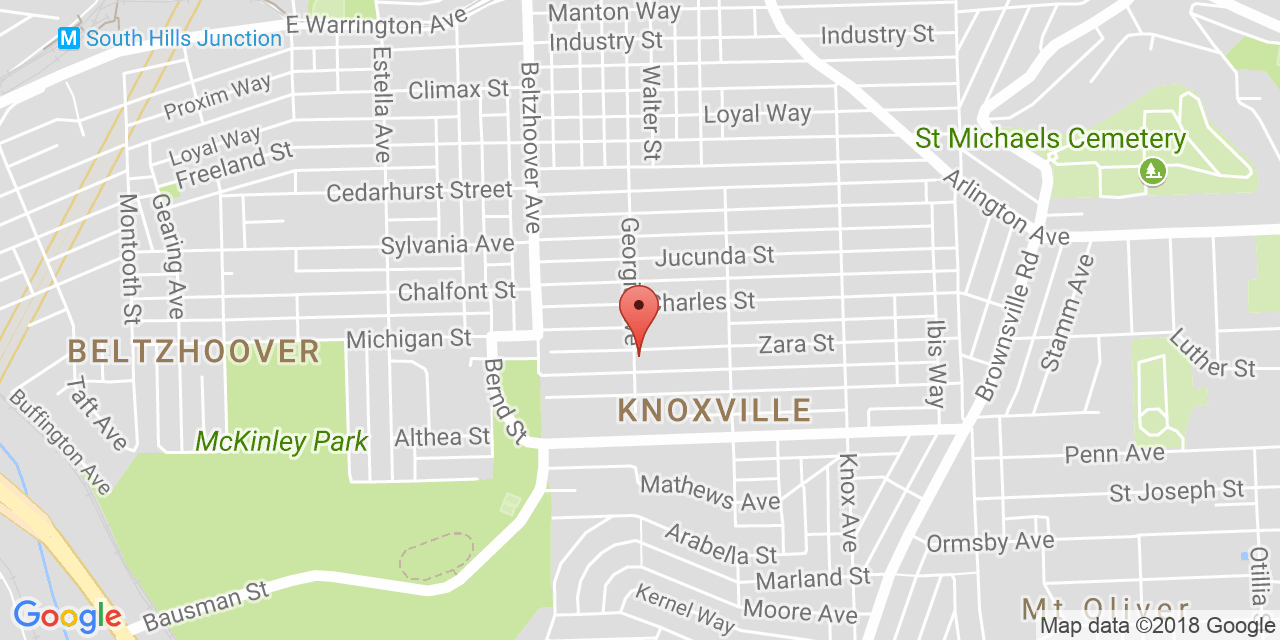 E Warrington Ave
Manton Way
Industry St
Industry St
M South Hills Junction
Estella Ave
Proxim Way
Climax St
Beltzhoover Ave
Walter St
Loyal Way
St Michaels Cemetery
Loyal Way
Freeland St
Cedarhurst Street
Arlington Ave
Montooth St
Gearing Ave
Sylvania Ave
Jucunda St
Brownsville Rd
Stamm Ave
Chalfont St
Charles St
Michigan St
Zara St
Ibis Way
Luther St
BELTZHOOVER
Bernd St
Taft Ave
Buffington Ave
KNOXVILLE
McKinley Park
Althea St
Penn Ave
Knox Ave
Mathews Ave
St Joseph St
Arabella St
Ormsby Ave
Marland St
Otillia S
Bausman St
Kernel Way
Moore Ave
Mt Oliver
Google
Map data ©2018 Google